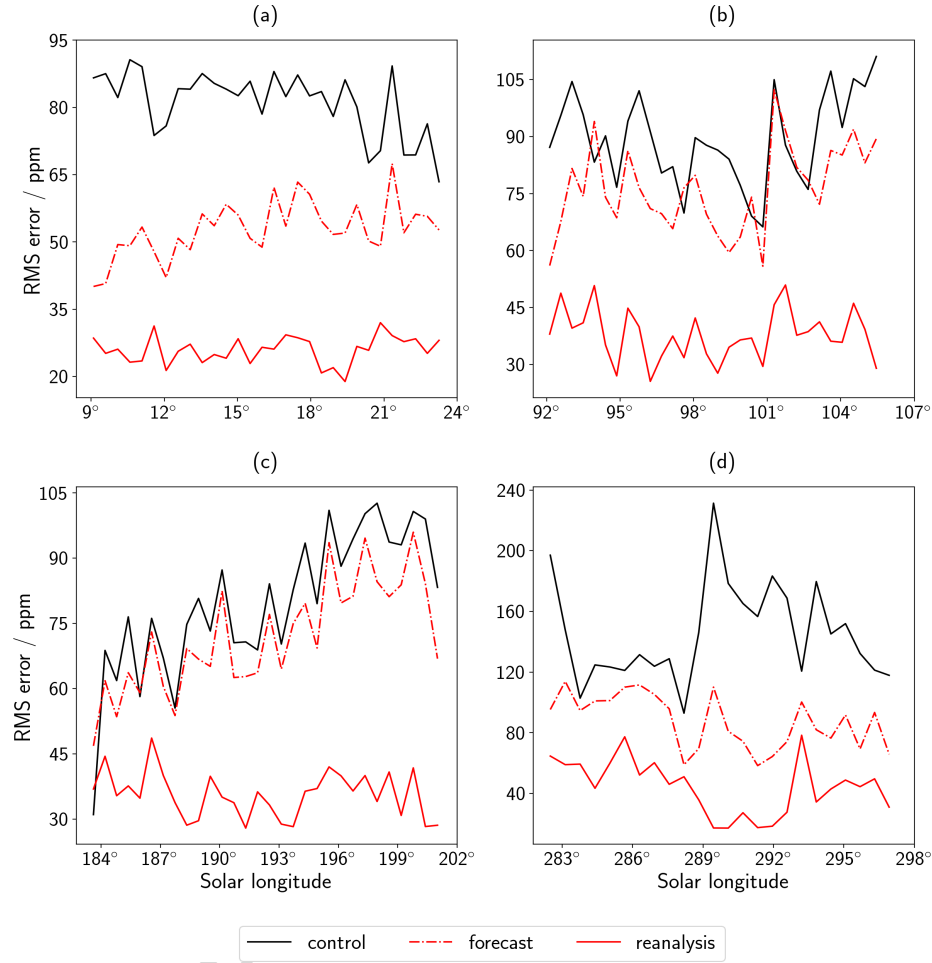 (a)
(b)
95
80
65
50
35
20
RMS error / ppm
9° 12° 15° 18° 21° 24°
105
90
75
60
45
30
92° 95° 98° 101° 104° 107°
(c)
(d)
105
90
75
60
45
30
RMS error / ppm
184° 187° 190° 193° 196° 199° 202°
Solar longitude
240
200
160
120
80
40
283° 286° 289° 292° 295° 298°
Solar longitude
control forecast reanalysis